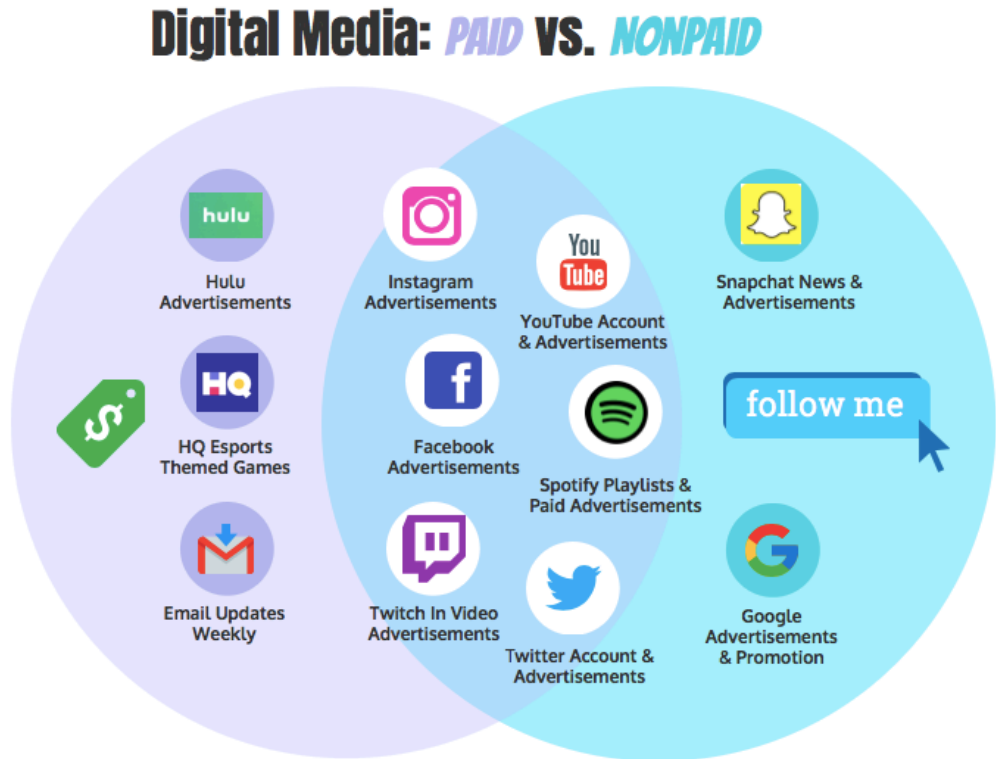 Digital Media: PAID VS. NONPAID
hulu
Hulu
Advertisements
HQ
HQ Esports
Themed Games
$
Email Updates
Weekly
Instagram
Advertisements
You
Tube
YouTube Account
& Advertisements
f
Facebook
Advertisements
Spotify Playlists &
Paid Advertisements
Twitch In Video
Advertisements
Twitter Account &
Advertisements
Snapchat News &
Advertisements
follow me
G
Google
Advertisements
& Promotion